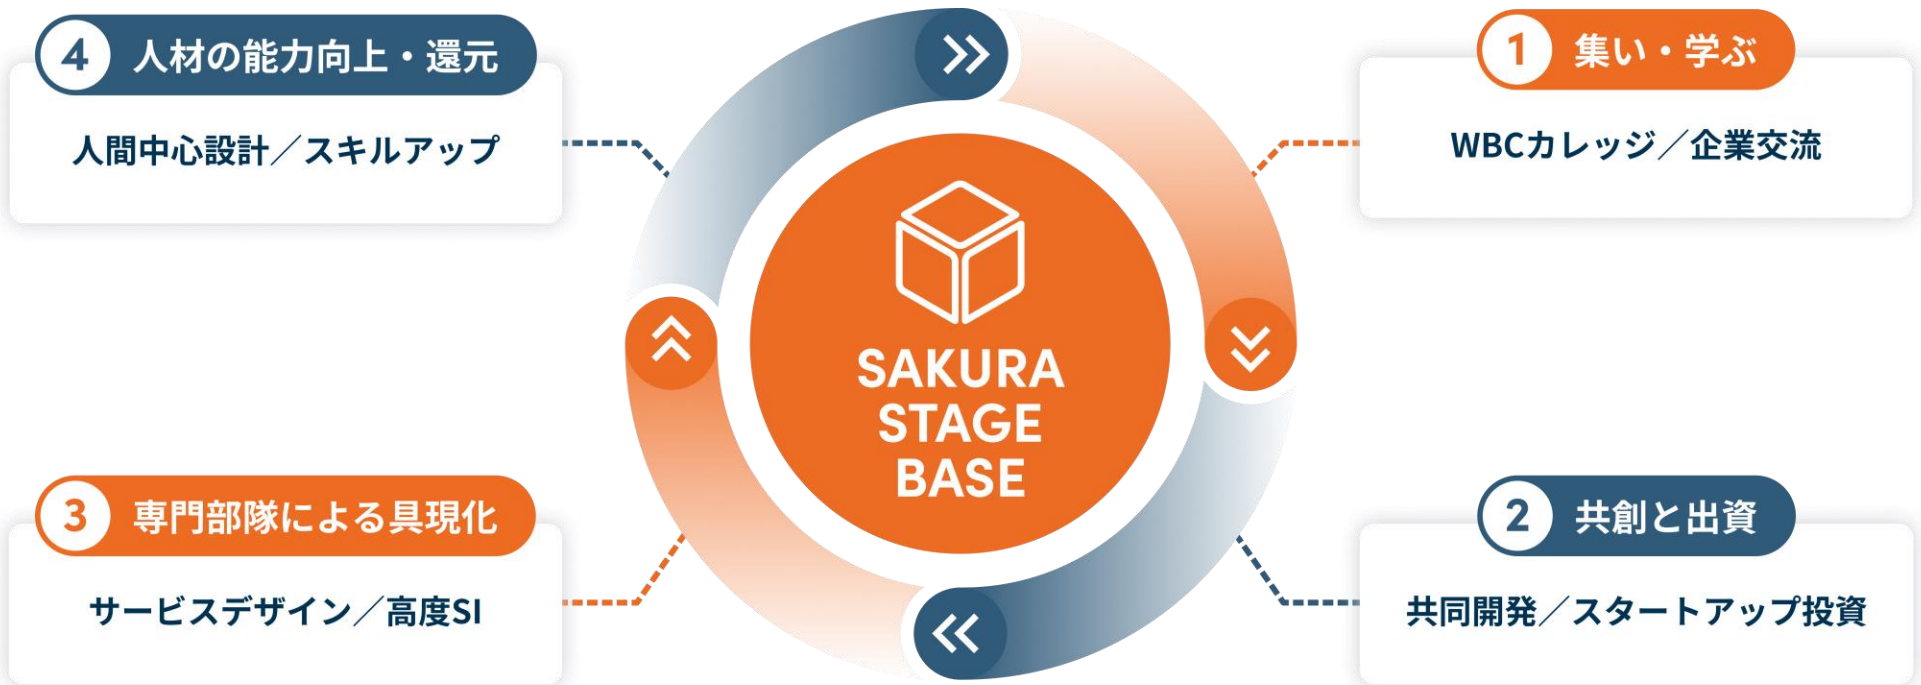 1 集い・学ぶ
WBCカレッジ／企業交流
2 共創と出資
共同開発／スタートアップ投資
3 専門部隊による具現化
サービスデザイン／高度SI
4 人材の能力向上・還元
人間中心設計／スキルアップ
SAKURA
STAGE
BASE